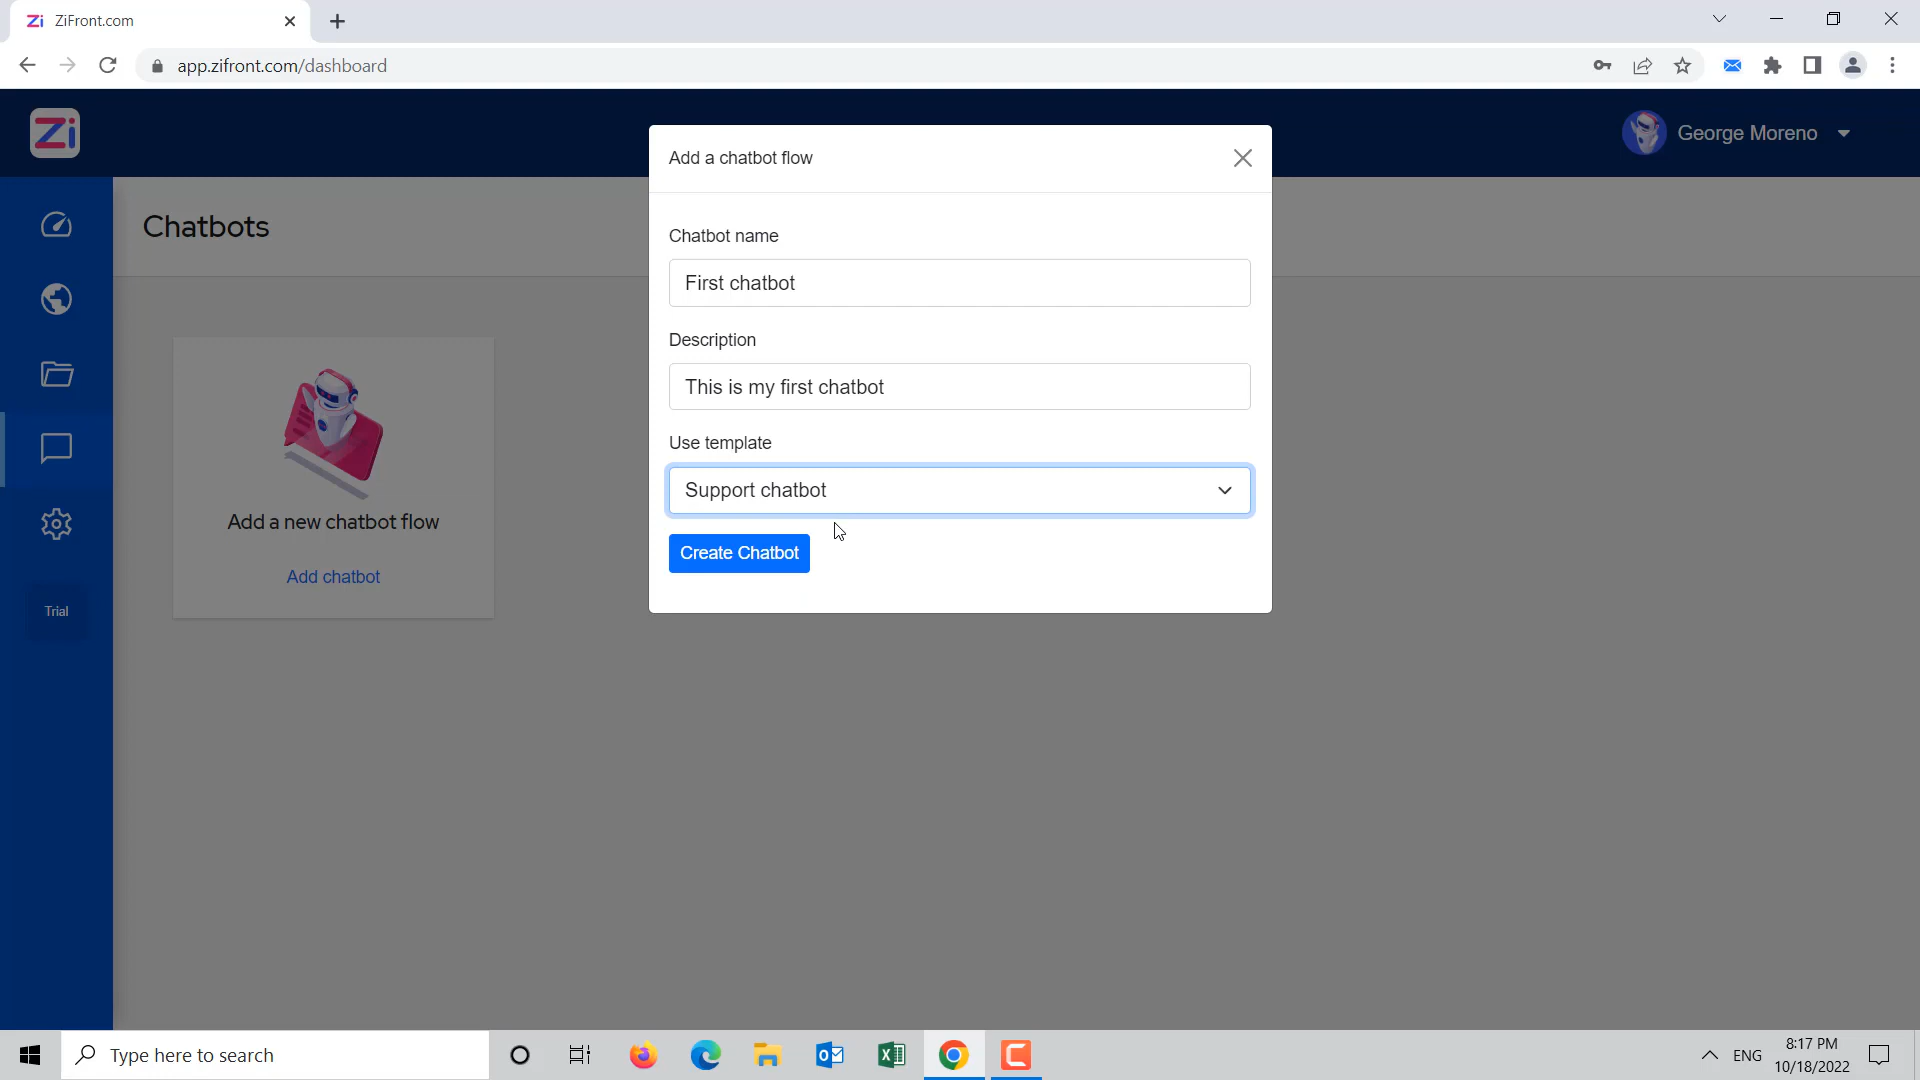 Zi ZiFront.com
app.zifront.com/dashboard
Zi
George Moreno
Chatbots
Add a chatbot flow
Chatbot name
First chatbot
Description
This is my first chatbot
Use template
Support chatbot
Create Chatbot
Add a new chatbot flow
Add chatbot
Trial
Type here to search
ENG
8:17 PM
10/18/2022